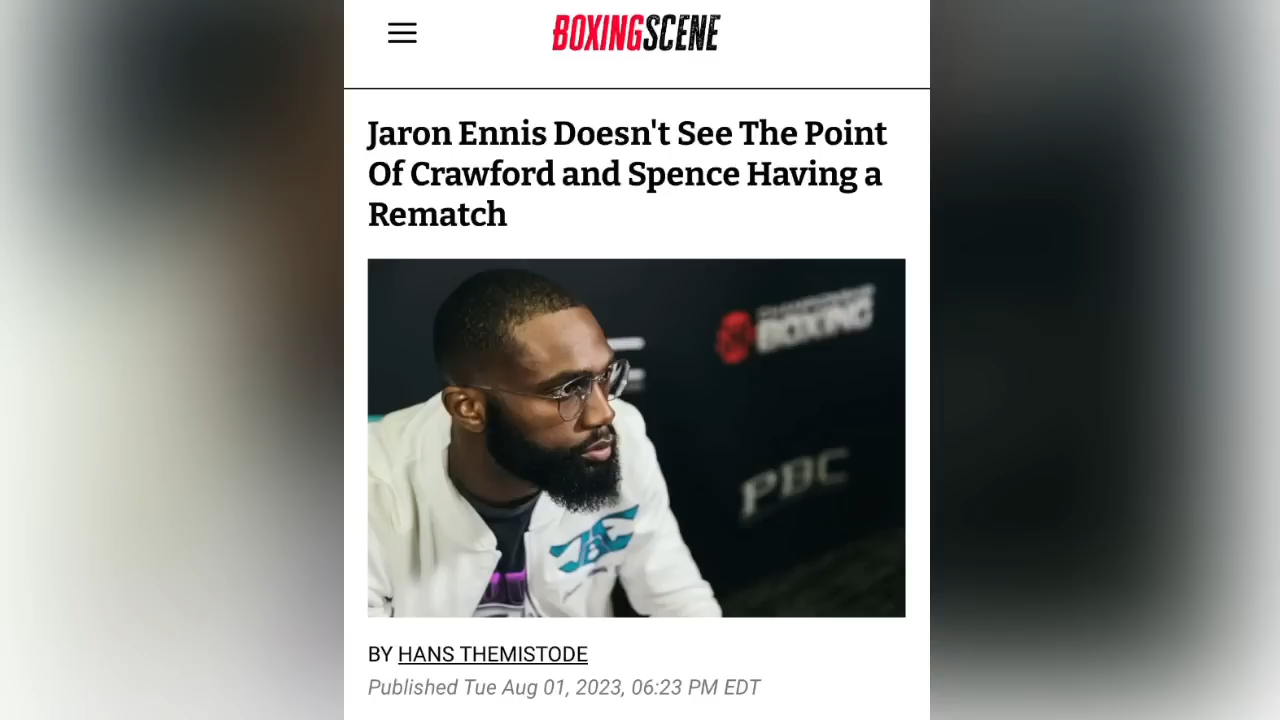 BOXINGSCENE
Jaron Ennis Doesn't See The Point
Of Crawford and Spence Having a
Rematch
BOXING
PBC
BY HANS THEMISTODE
Published Tue Aug 01, 2023, 06:23 PM EDT